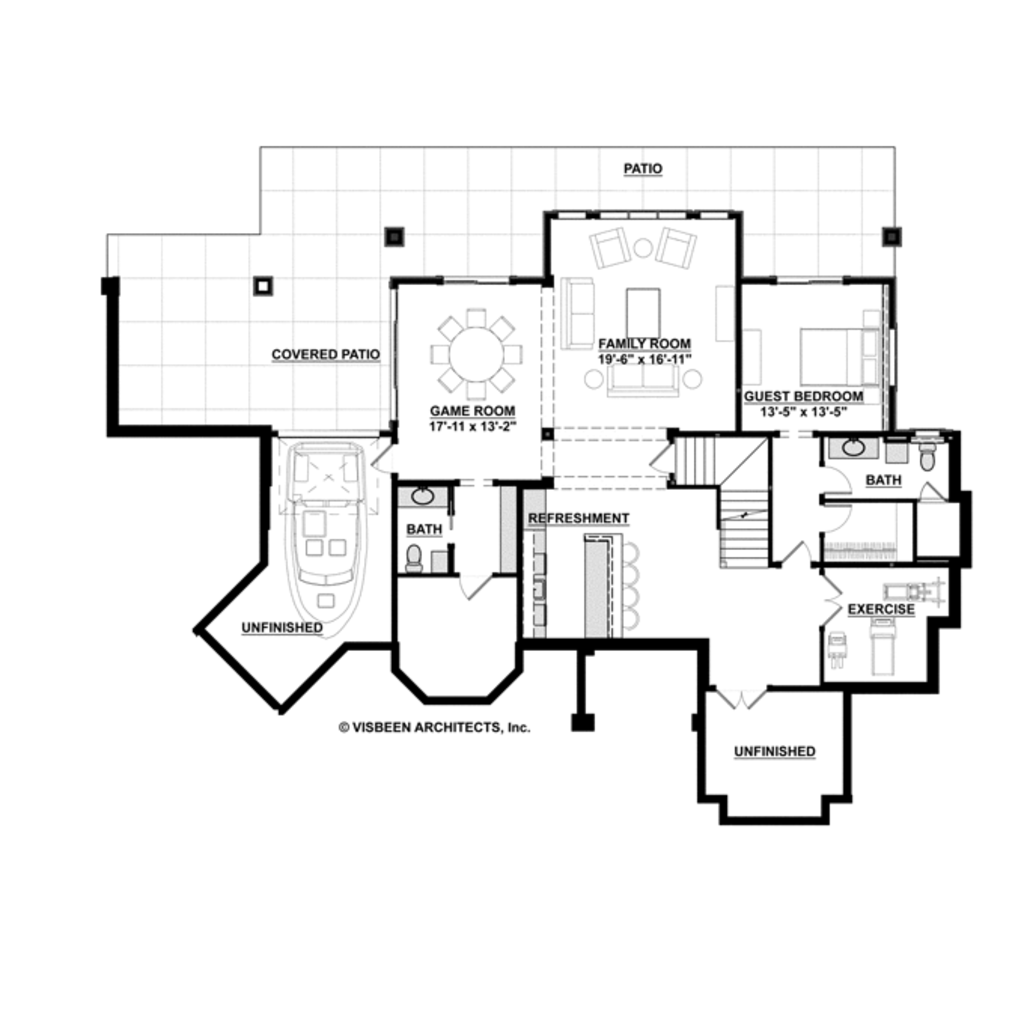 PATIO
COVERED PATIO
FAMILY ROOM
19'-6" x 16'-11"
GAME ROOM
17'-11 x 13'-2"
GUEST BEDROOM
13'-5" x 13'-5"
BATH
BATH
REFRESHMENT
EXERCISE
UNFINISHED
© VISBEEN ARCHITECTS, Inc.
UNFINISHED